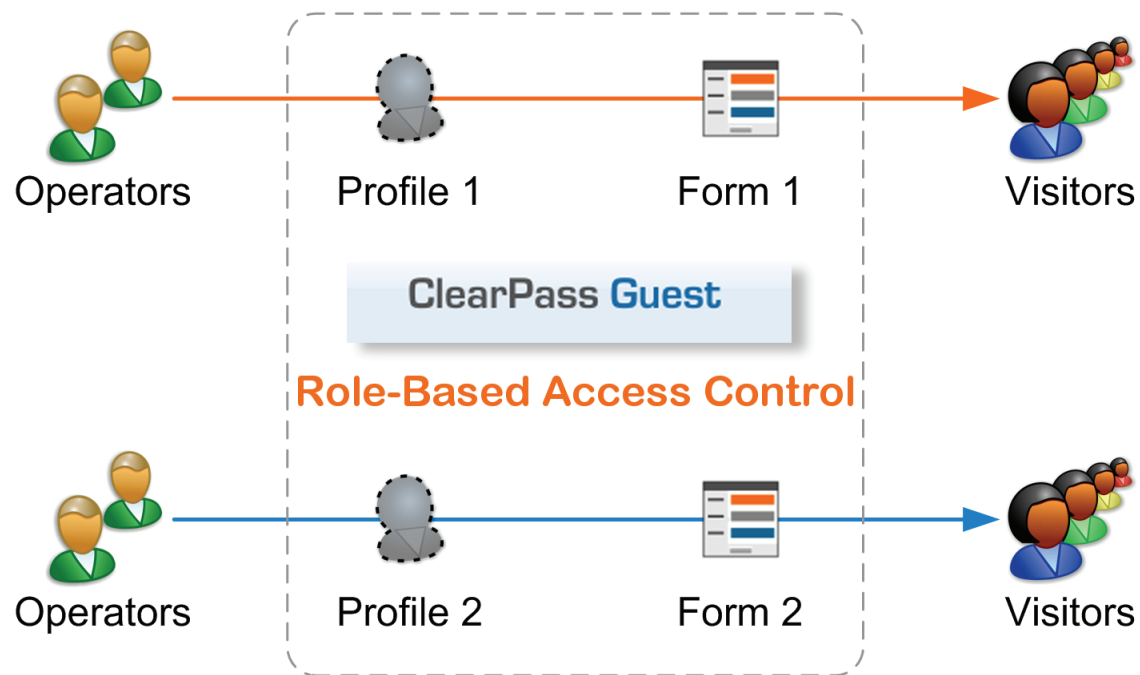 Operators
Profile 1
Form 1
Visitors
ClearPass Guest
Role-Based Access Control
Operators
Profile 2
Form 2
Visitors